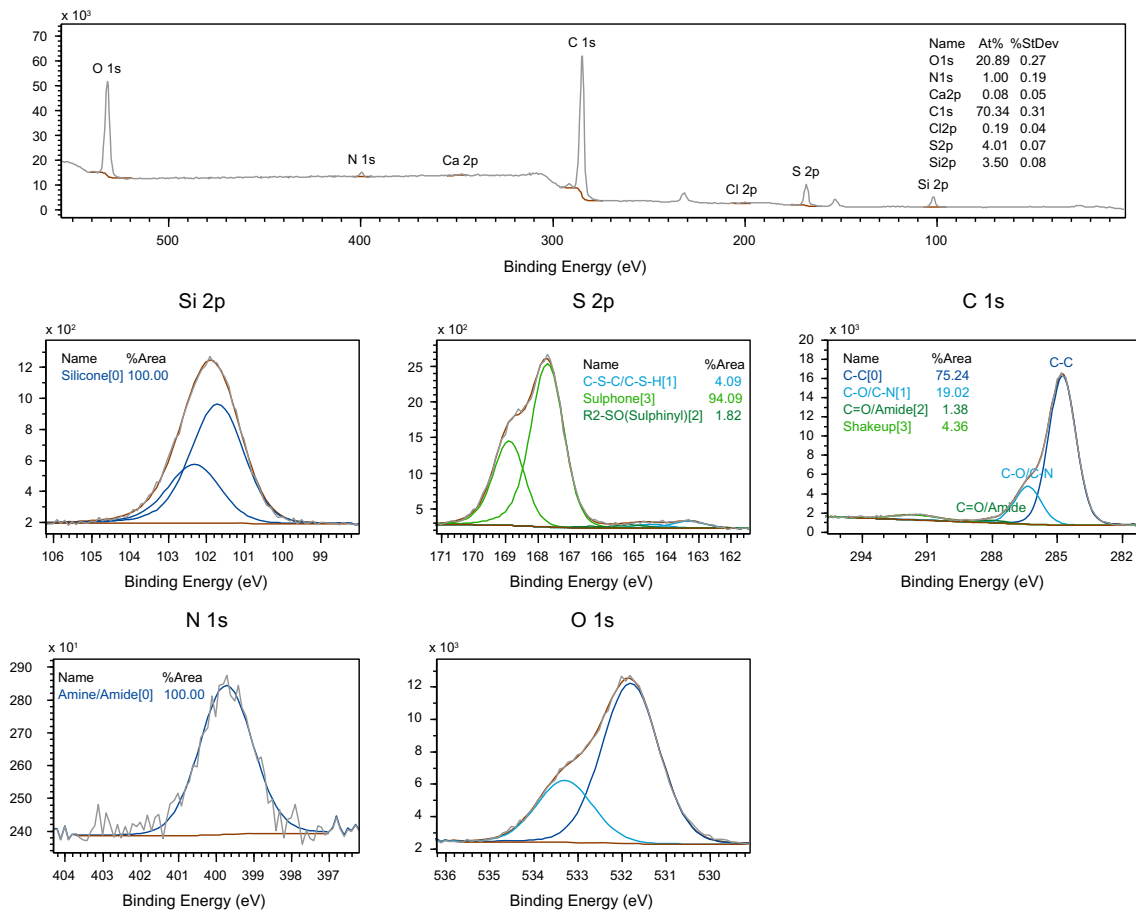 x 10³
70
60
50
40
30
20
10
0
O 1s
N 1s
Ca 2p
C 1s
Cl 2p
S 2p
Si 2p
Name At% %StDev
O1s 20.89 0.27
N1s 1.00 0.19
Ca2p 0.08 0.05
C1s 70.34 0.31
Cl2p 0.19 0.04
S2p 4.01 0.07
Si2p 3.50 0.08
500 400 300 200 100
Binding Energy (eV)
Si 2p
x 10²
12
10
8
6
4
2
Name %Area
Silicone[0] 100.00
106 105 104 103 102 101 100 99
Binding Energy (eV)
S 2p
x 10²
25
20
15
10
5
Name %Area
C-S-C/C-S-H[1] 4.09
Sulphone[3] 94.09
R2-SO(Sulphinyl)[2] 1.82
171 170 169 168 167 166 165 164 163 162
Binding Energy (eV)
C 1s
x 10³
20
18
16
14
12
10
8
6
4
2
0
Name %Area
C-C[0] 75.24
C-O/C-N[1] 19.02
C=O/Amide[2] 1.38
Shakeup[3] 4.36
C-C
C-O/C-N
C=O/Amide
294 291 288 285 282
Binding Energy (eV)
N 1s
x 10¹
290
280
270
260
250
240
Name %Area
Amine/Amide[0] 100.00
404 403 402 401 400 399 398 397
Binding Energy (eV)
O 1s
x 10³
12
10
8
6
4
2
536 535 534 533 532 531 530
Binding Energy (eV)